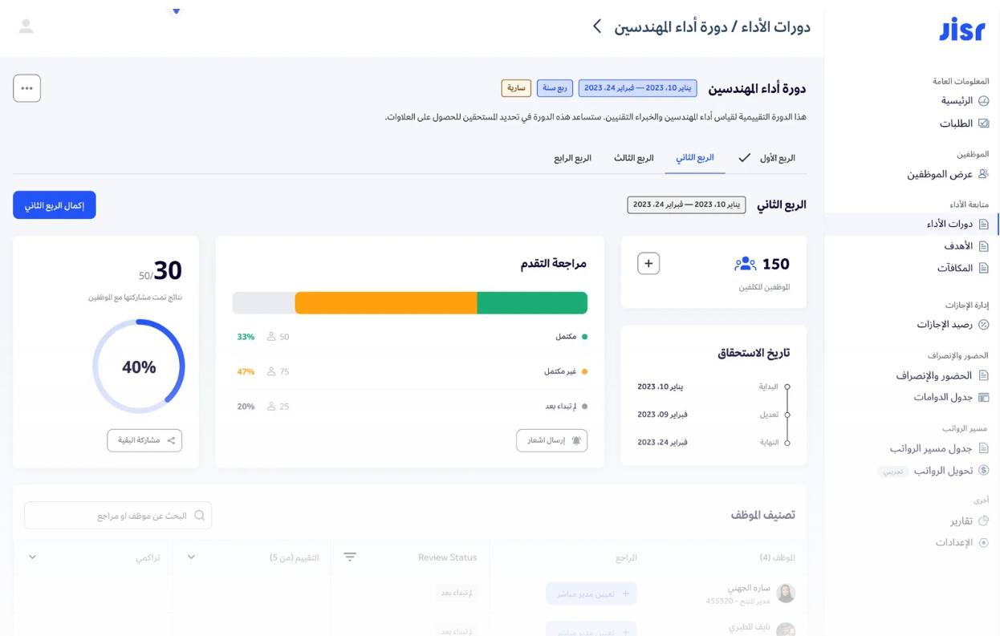 Jisr
المعلومات العامة
الرئيسية
الطلبات
الموظفين
عرض الموظفين
متابعة الأداء
دورات الأداء
الأهدف
المكافآت
إدارة الإجازات
رصيد الإجازات
الحضور والإنصراف
الحضور والإنصراف
جدول الدوامات
مسير الرواتب
جدول مسير الرواتب
تحويل الرواتب تجريبي
أخرى
تقارير
الإعدادات
دورات الأداء / دورة أداء المهندسين
دورة أداء المهندسين يناير 10، 2023 — فبراير 24، 2023 ربع سنة سارية
هذا الدورة التقييمية لقياس أداء المهندسين والخبراء التقنيين. ستساعد هذه الدورة في تحديد المستحقين للحصول على العلاوات.
الربع الأول الربع الثاني الربع الثالث الربع الرابع
الربع الثاني يناير 10، 2023 — فبراير 24، 2023 إكمال الربع الثاني
150
الموظفين المكلفين
تاريخ الاستحقاق
البداية يناير 10، 2023
تعديل فبراير 09، 2023
النهاية فبراير 24، 2023
مراجعة التقدم
مكتمل 50 33%
غير مكتمل 75 47%
لم تبداء بعد 25 20%
إرسال اشعار
30/50
نتائج تمت مشاركتها مع الموظفين
40%
مشاركة البقية
تصنيف الموظف البحث عن موظف او مراجع
الموظف (4) المراجع Review Status التقييم (من 5) تراكمي
ساره الجهني تعيين مدير مباشر + لم تبداء بعد
مدير المنتج - 455320
نايف المطيري تعيين مدير مباشر + لم تبداء بعد